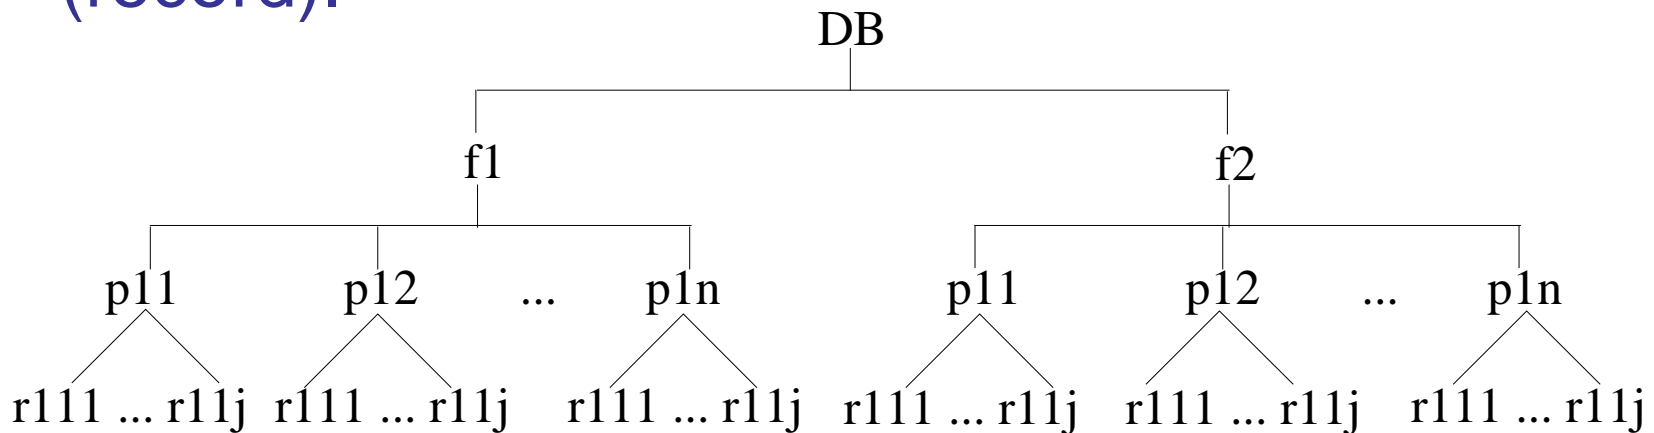 (record).
DB
f1 f2
p11 p12 ... p1n p11 p12 ... p1n
r111 ... r11j r111 ... r11j r111 ... r11j r111 ... r11j r111 ... r11j r111 ... r11j